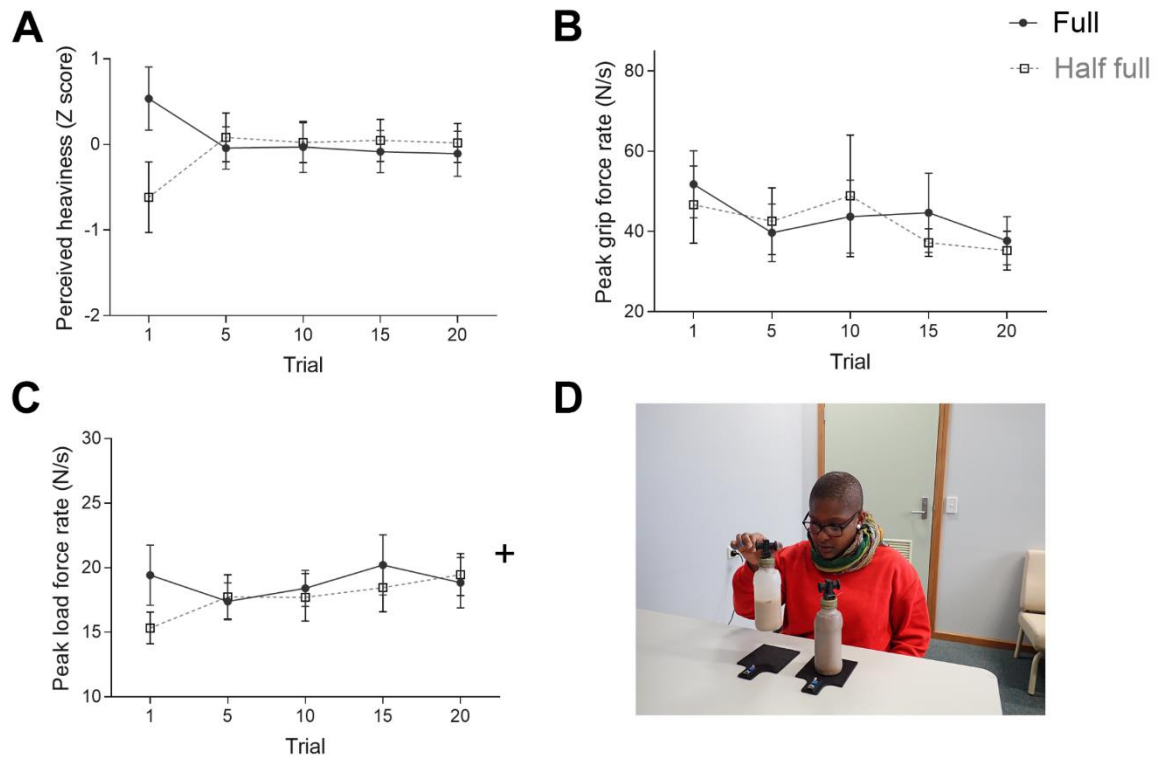 A
Perceived heaviness (Z score)
1
0
-1
-2
1 5 10 15 20
Trial
B
Full
Half full
Peak grip force rate (N/s)
80
60
40
20
1 5 10 15 20
Trial
C
Peak load force rate (N/s)
30
25
20
15
10
1 5 10 15 20
Trial
+
D